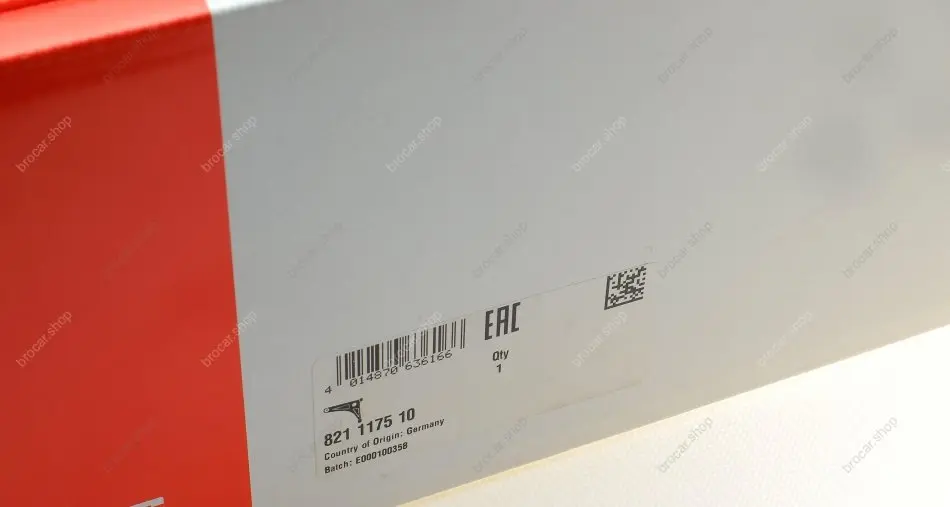 4 014870 636166
EAC
Qty
1
821 1175 10
Country of Origin: Germany
Batch: E000100358
brocar.shop